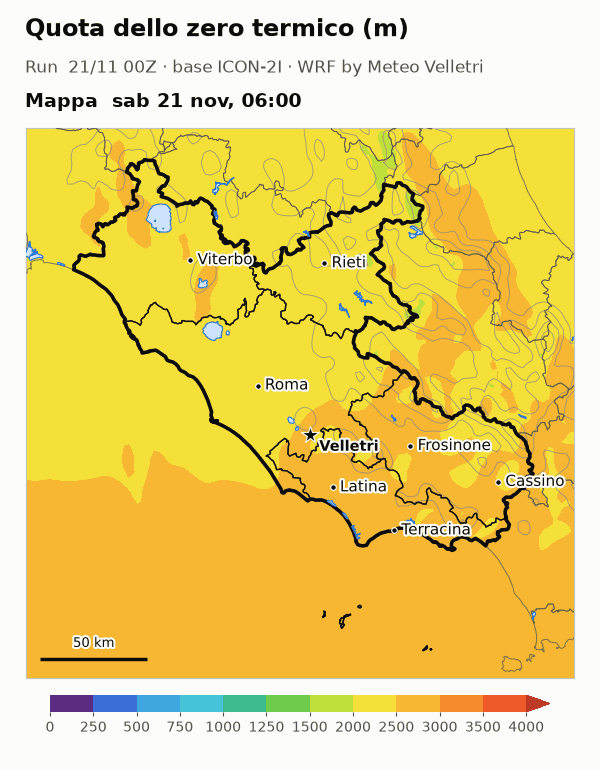 Quota dello zero termico (m)
Run  21/11 00Z · base ICON-2I · WRF by Meteo Velletri
Mappa  sab 21 nov, 06:00
Viterbo
Rieti
Roma
Velletri
Frosinone
Cassino
Latina
Terracina
50 km
0 250 500 750 1000 1250 1500 2000 2500 3000 3500 4000